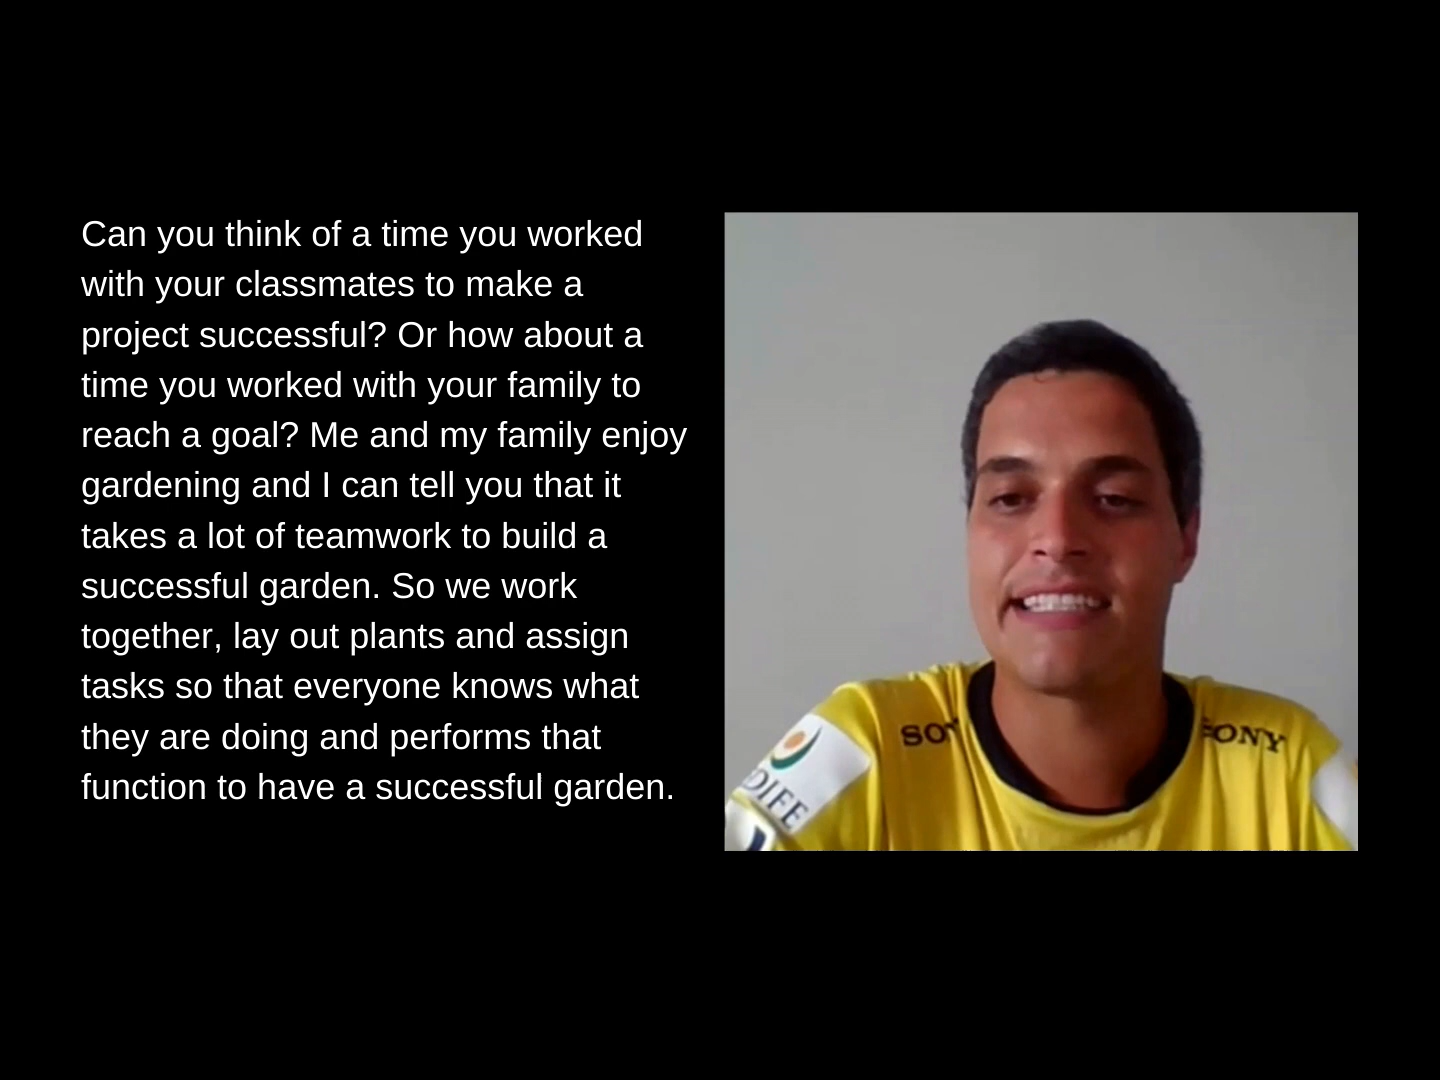 Can you think of a time you worked
with your classmates to make a
project successful? Or how about a
time you worked with your family to
reach a goal? Me and my family enjoy
gardening and I can tell you that it
takes a lot of teamwork to build a
successful garden. So we work
together, lay out plants and assign
tasks so that everyone knows what
they are doing and performs that
function to have a successful garden.
SONY
DIFE